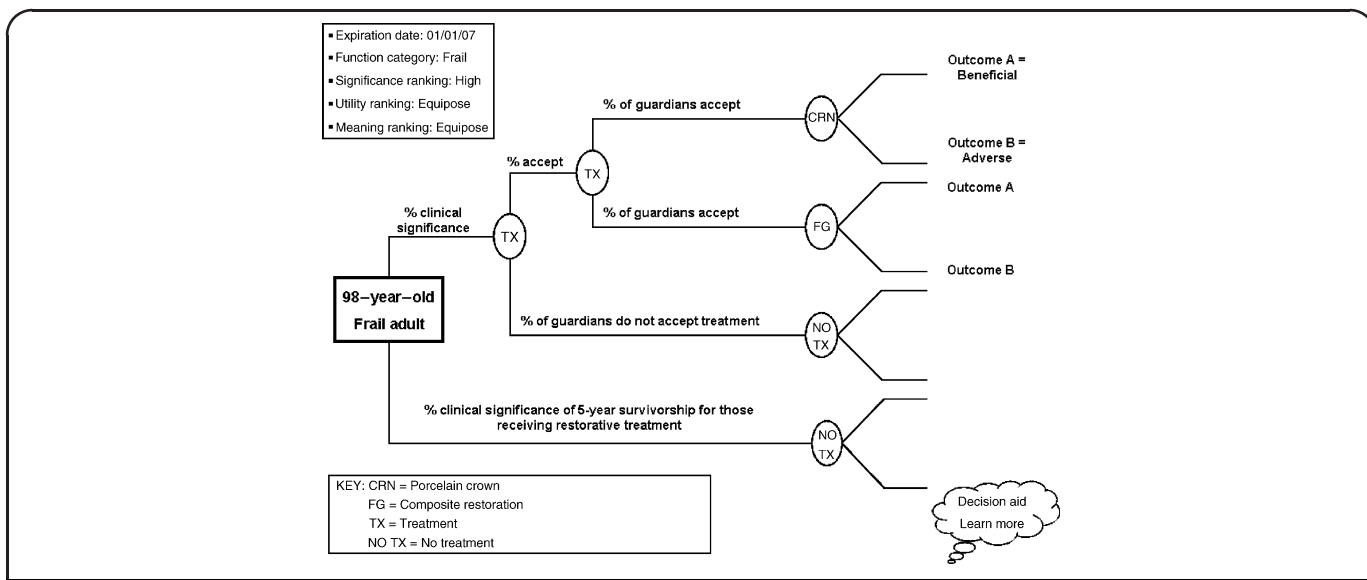 ▪ Expiration date: 01/01/07
▪ Function category: Frail
▪ Significance ranking: High
▪ Utility ranking: Equipose
▪ Meaning ranking: Equipose
Outcome A =
Beneficial
% of guardians accept
CRN
Outcome B =
Adverse
% accept
TX
Outcome A
% of guardians accept
FG
% clinical
significance
TX
Outcome B
98–year–old
Frail adult
% of guardians do not accept treatment
NO
TX
% clinical significance of 5-year survivorship for those
receiving restorative treatment
NO
TX
KEY: CRN = Porcelain crown
FG = Composite restoration
TX = Treatment
NO TX = No treatment
Decision aid
Learn more